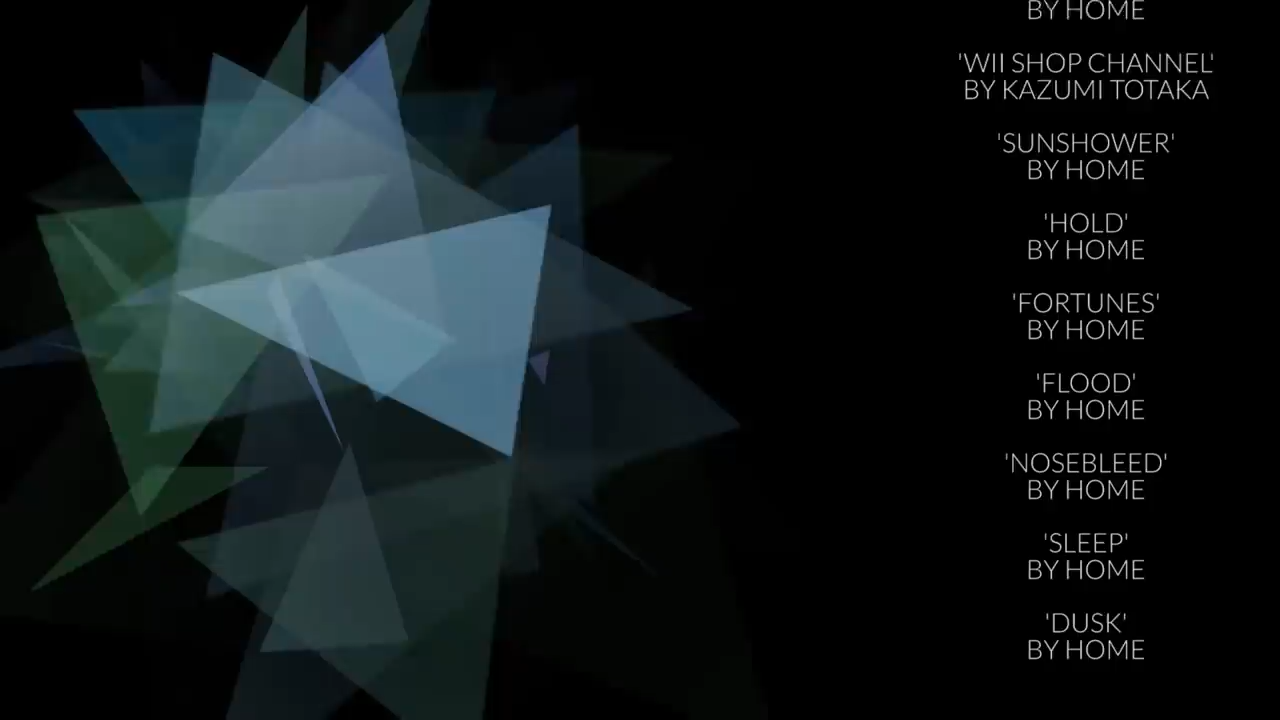 BY HOME
'WII SHOP CHANNEL'
BY KAZUMI TOTAKA
'SUNSHOWER'
BY HOME
'HOLD'
BY HOME
'FORTUNES'
BY HOME
'FLOOD'
BY HOME
'NOSEBLEED'
BY HOME
'SLEEP'
BY HOME
'DUSK'
BY HOME